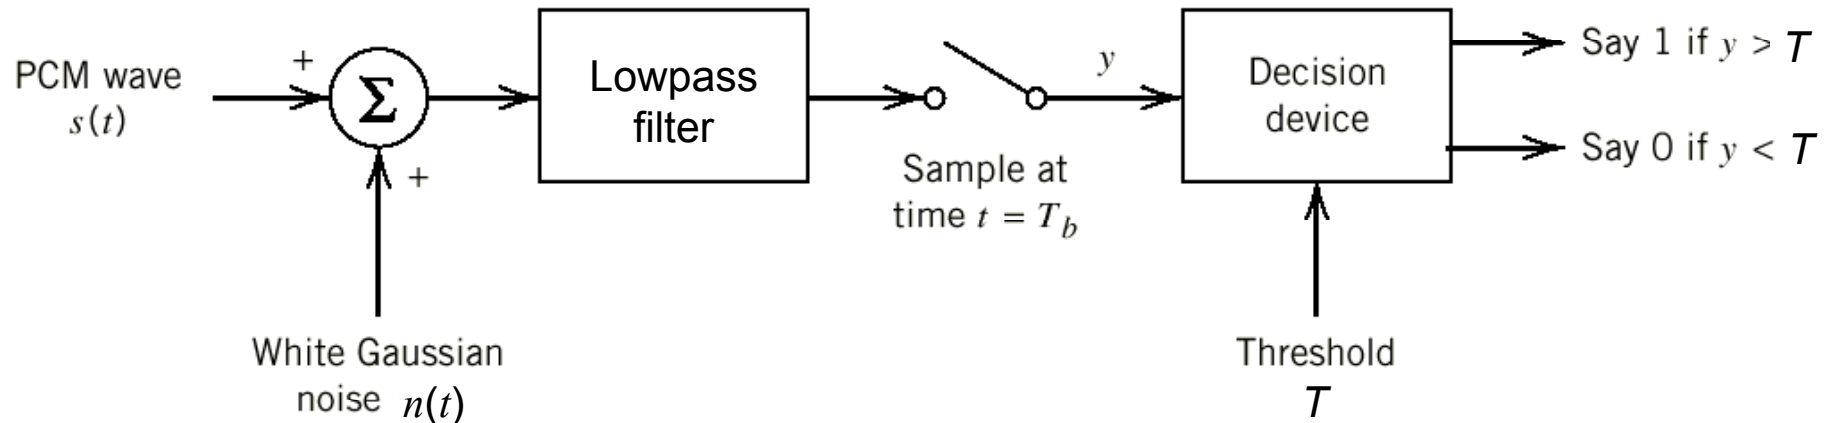 PCM wave
s(t)
+
Σ
+
White Gaussian
noise n(t)
Lowpass
filter
Sample at
time t = T_b
y
Decision
device
Threshold
T
Say 1 if y > T
Say 0 if y < T